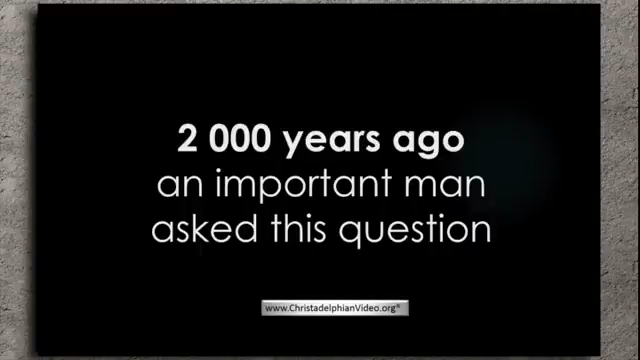 2 000 years ago
an important man
asked this question
www.ChristadelphianVideo.org®